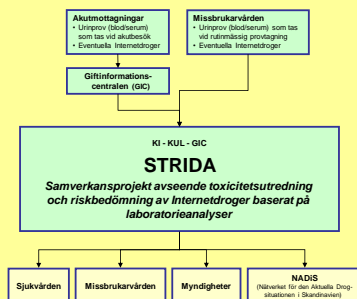 Akutmottagningar
• Urinprov (blod/serum)
som tas vid akutbesök
• Eventuella Internetdroger
Missbrukarvården
• Urinprov (blod/serum) som tas
vid rutinmässig provtagning
• Eventuella Internetdroger
Giftinformations-
centralen (GIC)
KI - KUL - GIC
STRIDA
Samverkansprojekt avseende toxicitetsutredning
och riskbedömning av Internetdroger baserat på
laboratorieanalyser
Sjukvården
Missbrukarvården
Myndigheter
NADiS
(Nätverket för den Aktuella Drog-
situationen i Skandinavien)